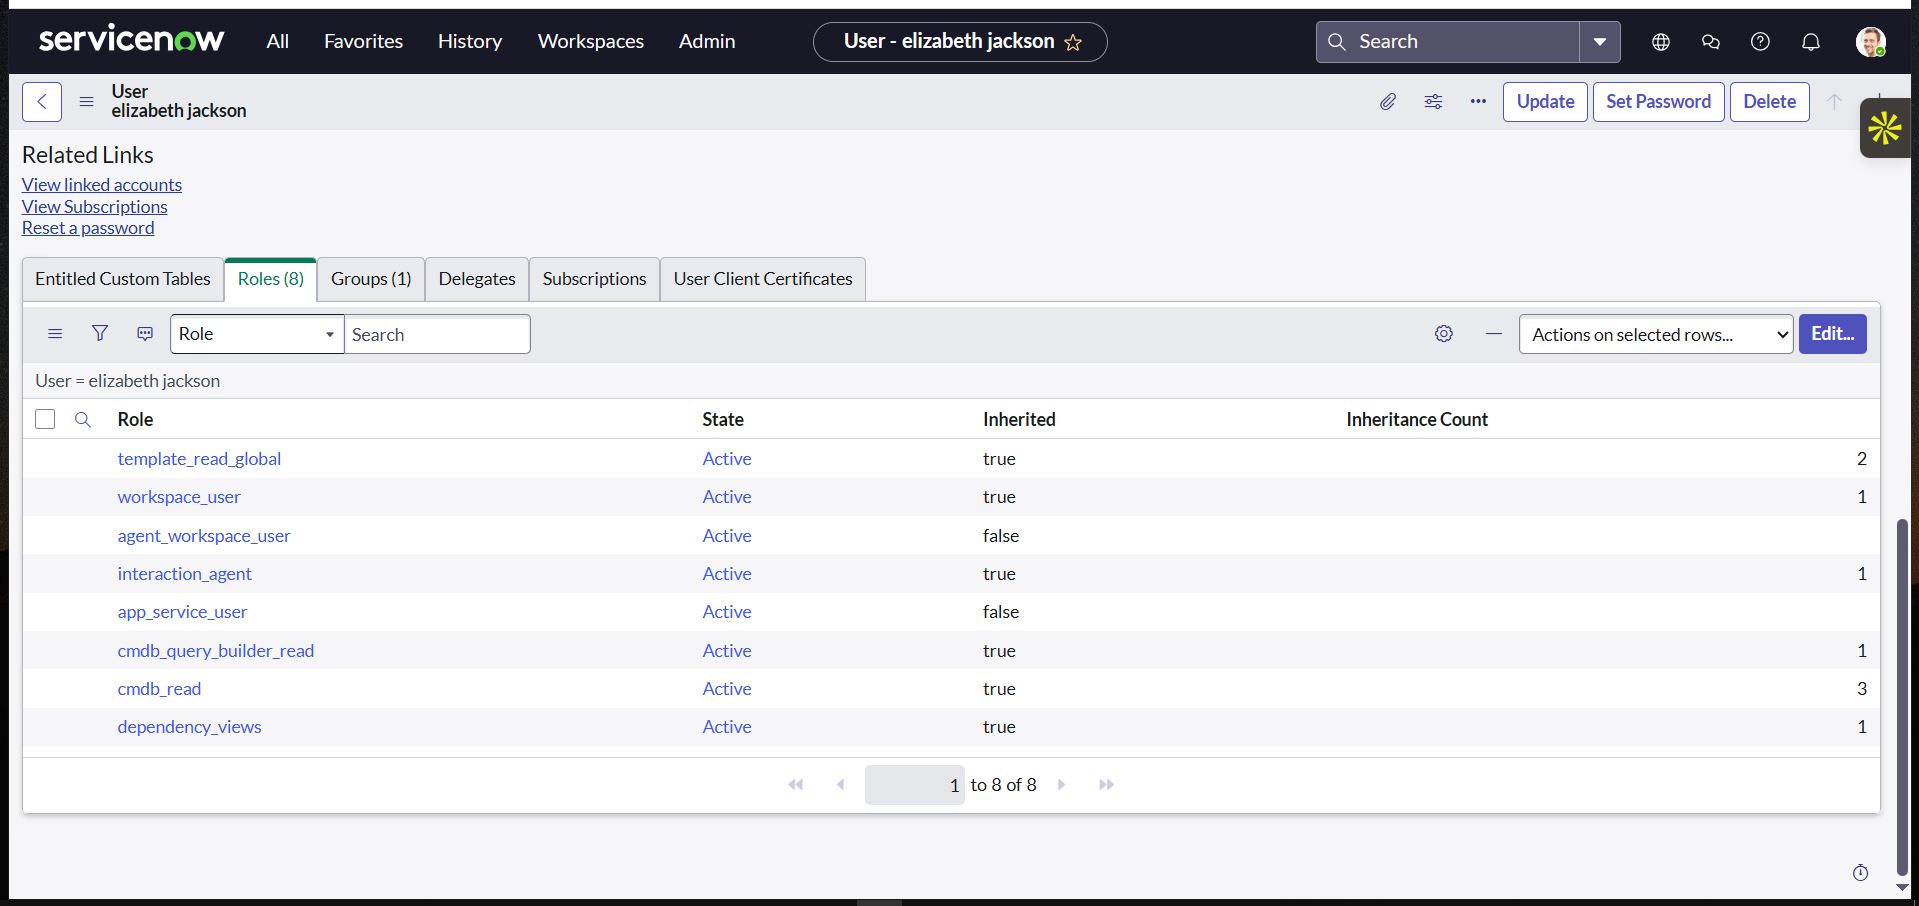 servicenow All Favorites History Workspaces Admin User - elizabeth jackson Search
User
elizabeth jackson
Update Set Password Delete
Related Links
View linked accounts
View Subscriptions
Reset a password
Entitled Custom Tables Roles (8) Groups (1) Delegates Subscriptions User Client Certificates
Role Search Actions on selected rows... Edit...
User = elizabeth jackson
Role State Inherited Inheritance Count
template_read_global Active true 2
workspace_user Active true 1
agent_workspace_user Active false
interaction_agent Active true 1
app_service_user Active false
cmdb_query_builder_read Active true 1
cmdb_read Active true 3
dependency_views Active true 1
1 to 8 of 8